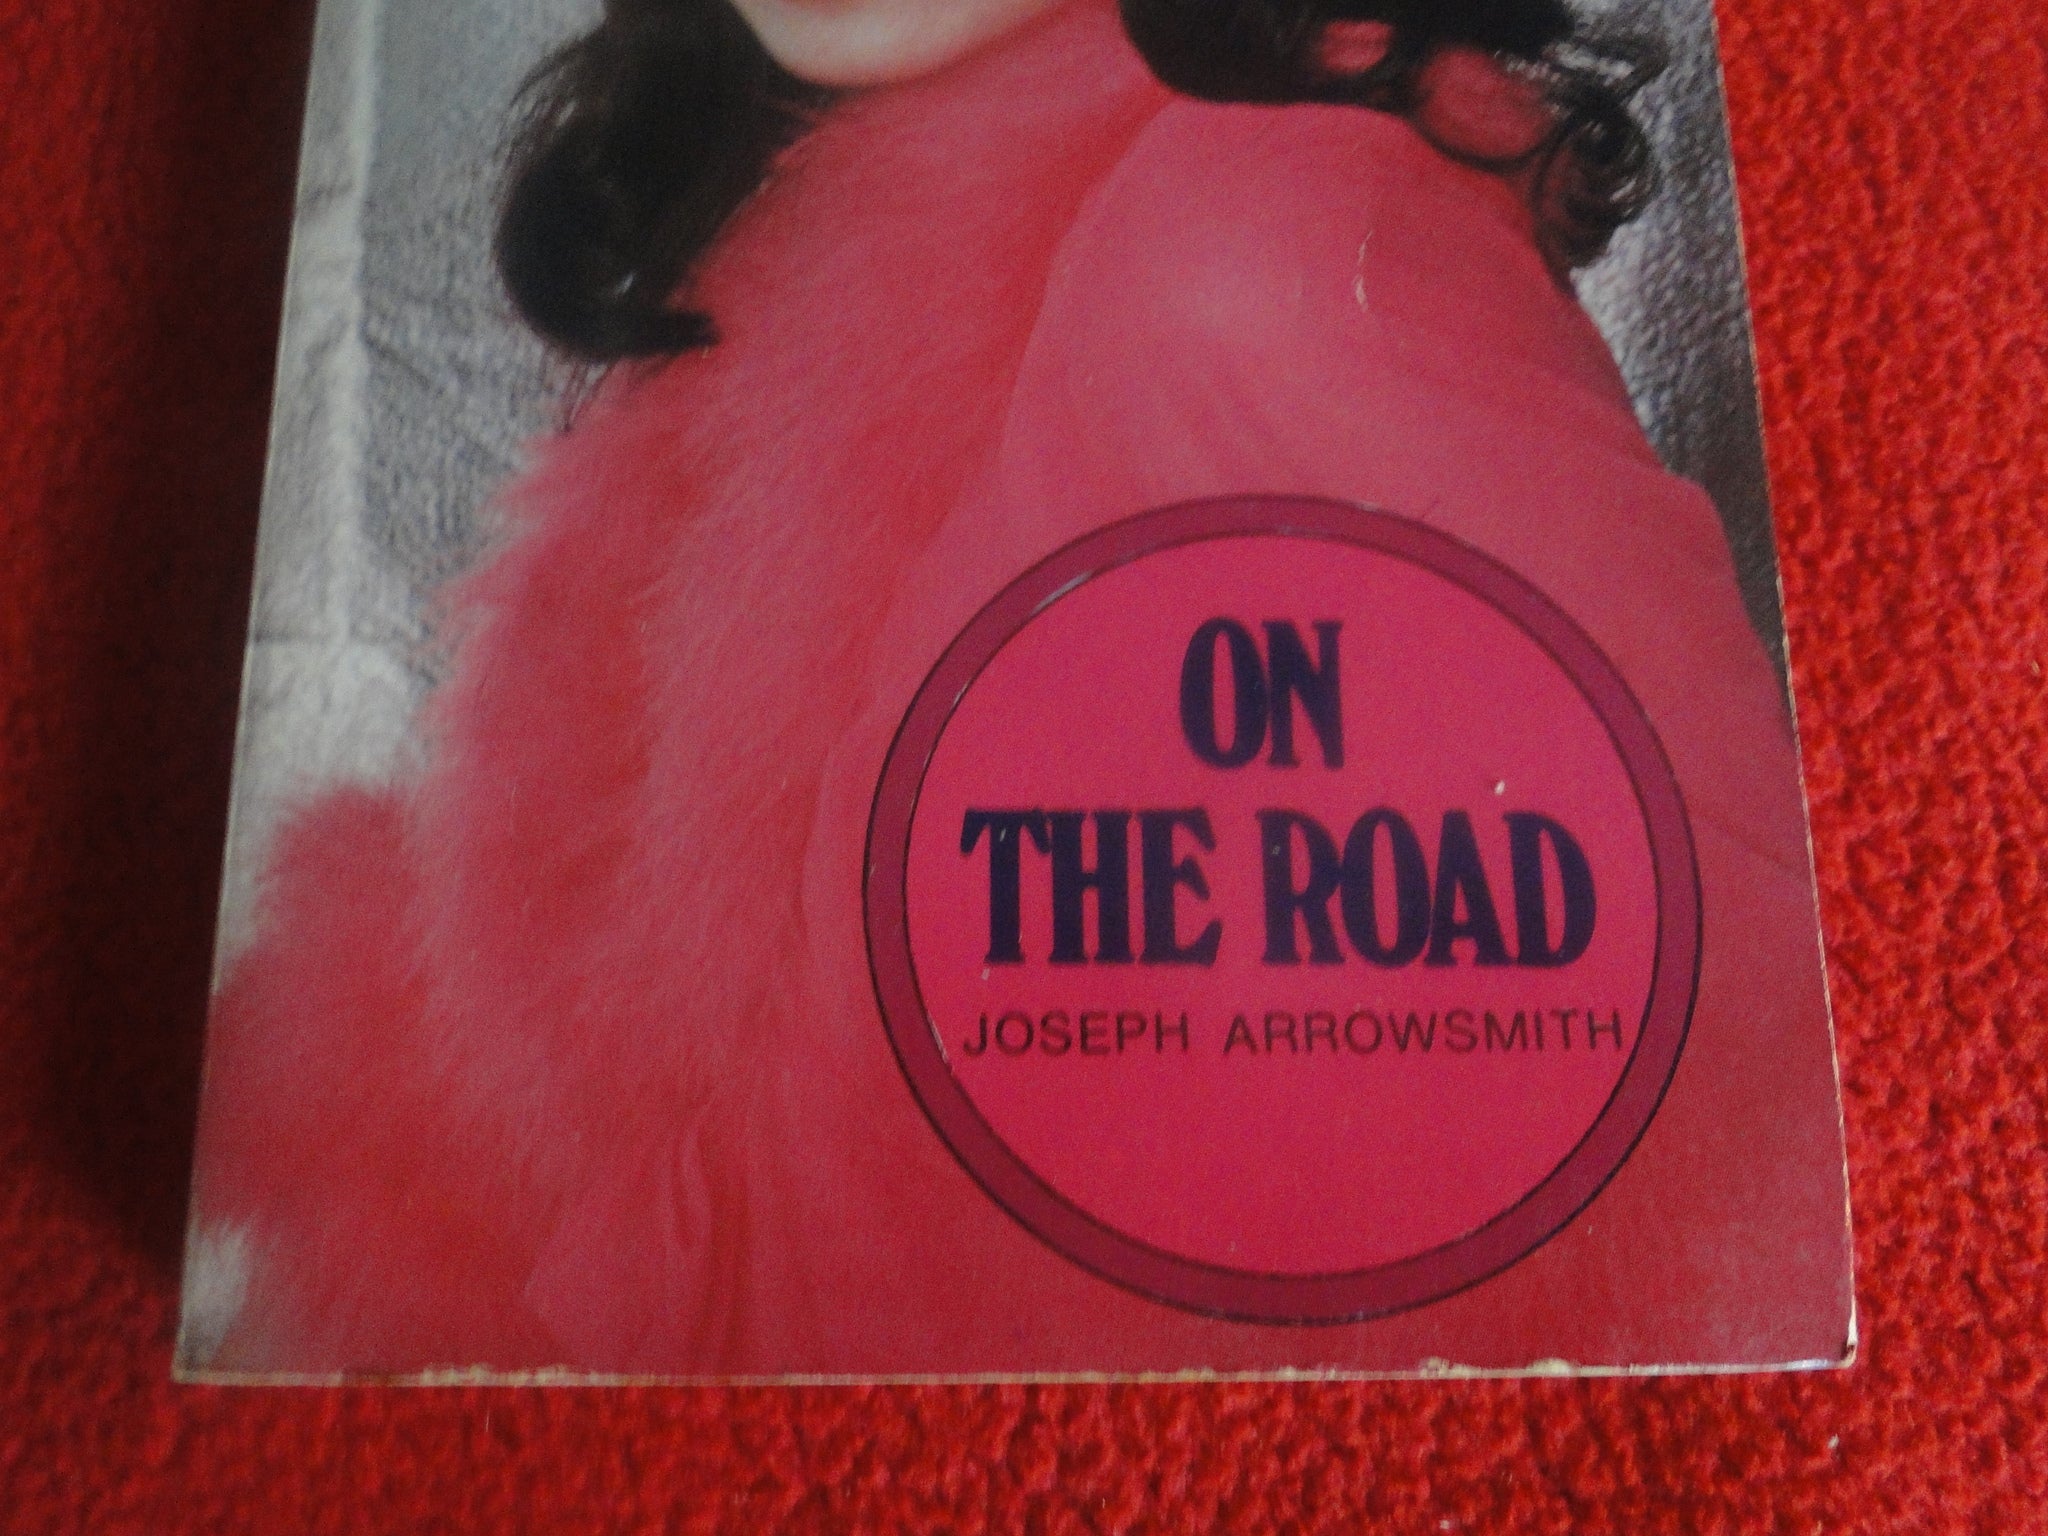 ON
THE ROAD
JOSEPH ARROWSMITH